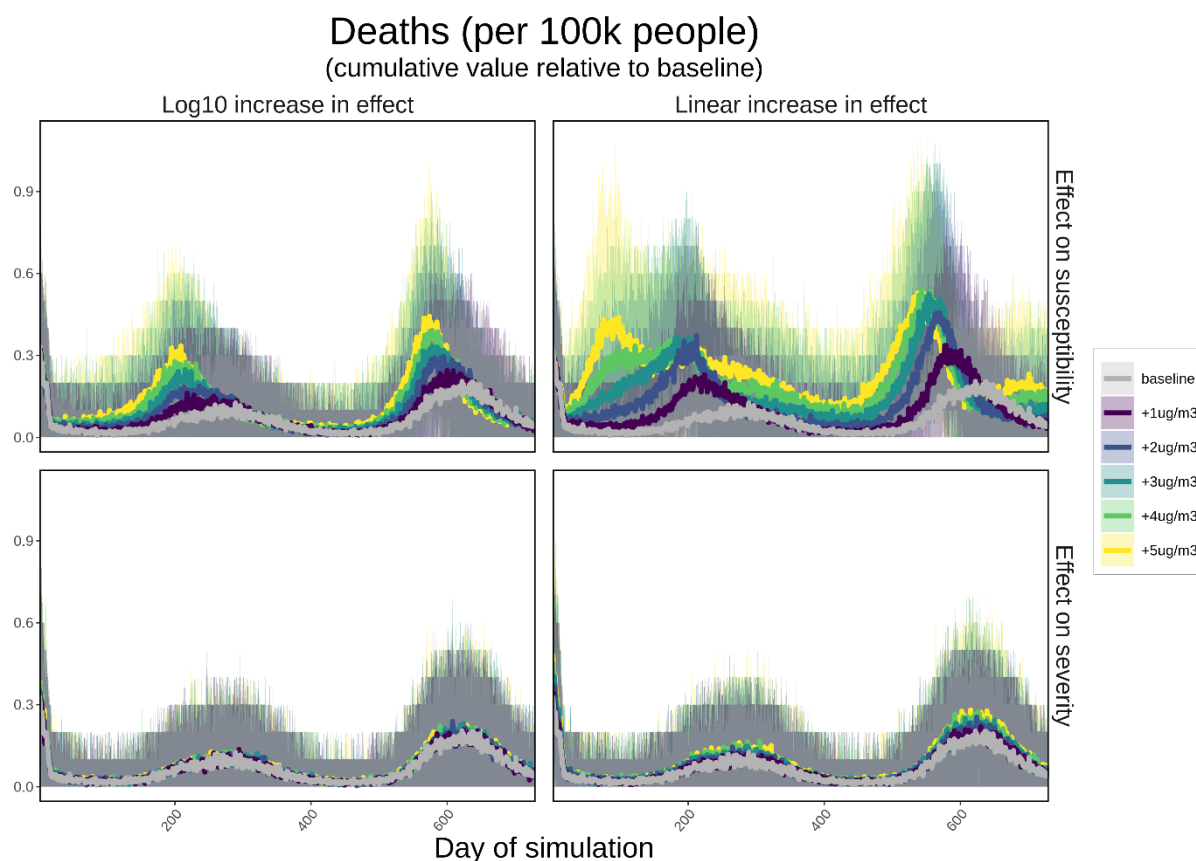 Deaths (per 100k people)
(cumulative value relative to baseline)
Log10 increase in effect
Linear increase in effect
0.9
0.6
0.3
0.0
Effect on susceptibility
0.9
0.6
0.3
0.0
Effect on severity
200
400
600
200
400
600
Day of simulation
baseline
+1ug/m3
+2ug/m3
+3ug/m3
+4ug/m3
+5ug/m3